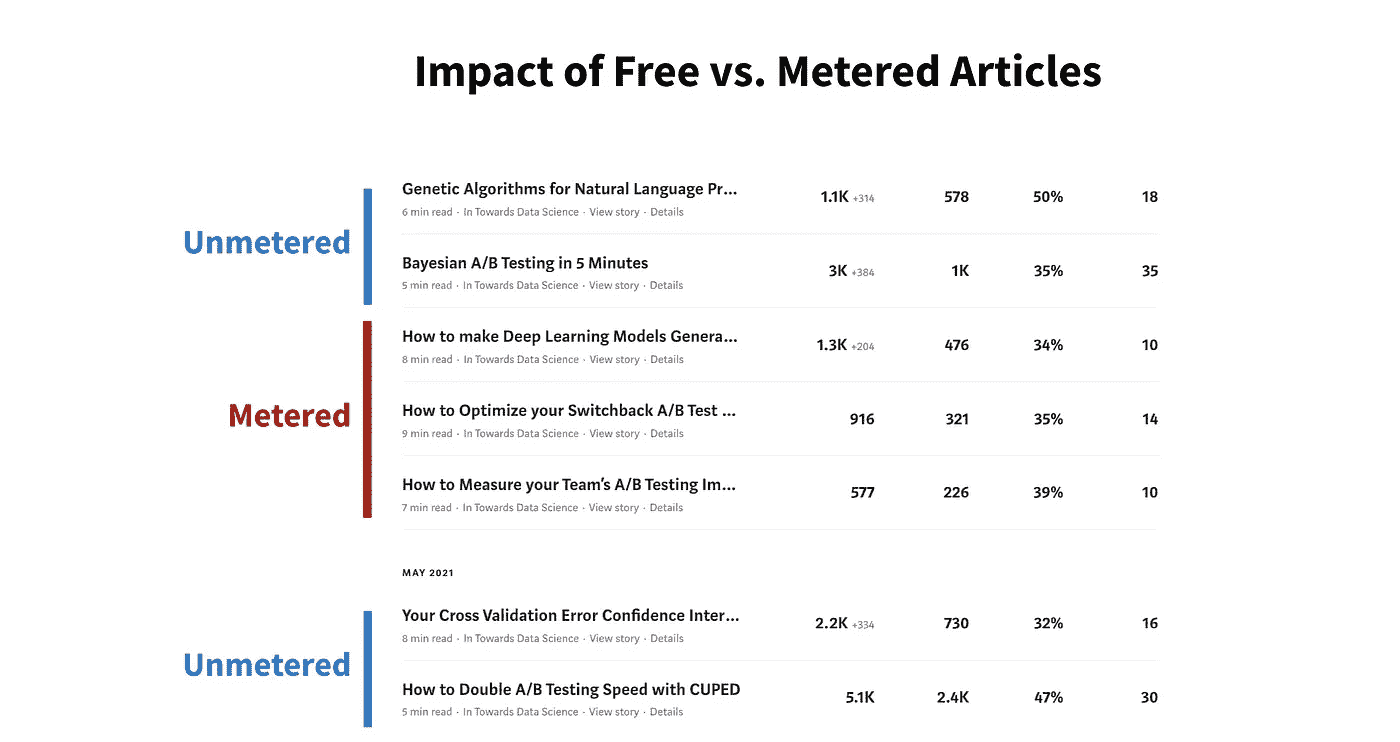 Impact of Free vs. Metered Articles
Genetic Algorithms for Natural Language Pr...
1.1K +314 578 50% 18
6 min read · In Towards Data Science · View story · Details
Unmetered
Bayesian A/B Testing in 5 Minutes
3K +384 1K 35% 35
5 min read · In Towards Data Science · View story · Details
How to make Deep Learning Models Genera...
1.3K +204 476 34% 10
8 min read · In Towards Data Science · View story · Details
Metered
How to Optimize your Switchback A/B Test ...
916 321 35% 14
9 min read · In Towards Data Science · View story · Details
How to Measure your Team's A/B Testing Im...
577 226 39% 10
7 min read · In Towards Data Science · View story · Details
MAY 2021
Your Cross Validation Error Confidence Inter...
2.2K +334 730 32% 16
8 min read · In Towards Data Science · View story · Details
Unmetered
How to Double A/B Testing Speed with CUPED
5.1K 2.4K 47% 30
5 min read · In Towards Data Science · View story · Details